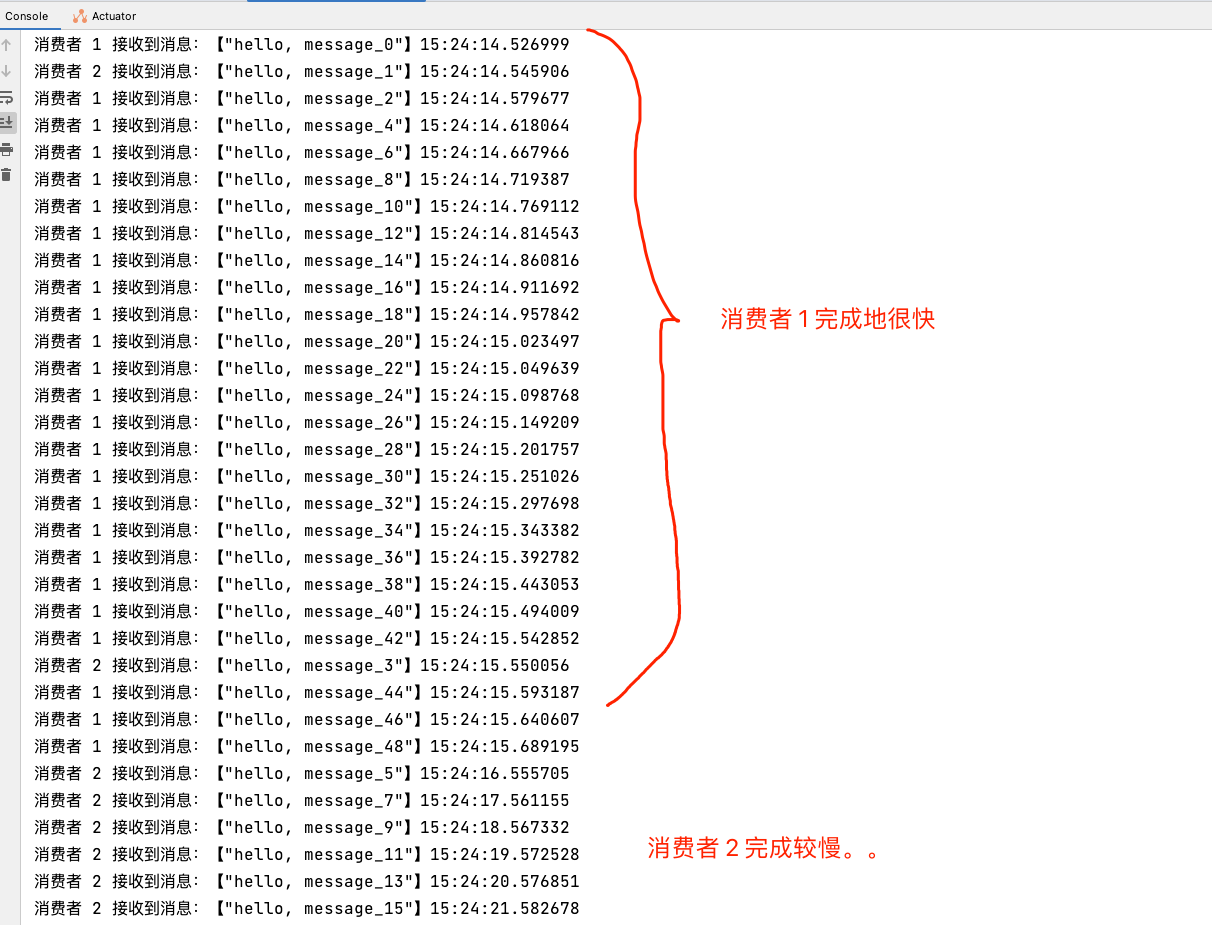 Console Actuator
消费者 1 接收到消息：【"hello, message_0"】15:24:14.526999
消费者 2 接收到消息：【"hello, message_1"】15:24:14.545906
消费者 1 接收到消息：【"hello, message_2"】15:24:14.579677
消费者 1 接收到消息：【"hello, message_4"】15:24:14.618064
消费者 1 接收到消息：【"hello, message_6"】15:24:14.667966
消费者 1 接收到消息：【"hello, message_8"】15:24:14.719387
消费者 1 接收到消息：【"hello, message_10"】15:24:14.769112
消费者 1 接收到消息：【"hello, message_12"】15:24:14.814543
消费者 1 接收到消息：【"hello, message_14"】15:24:14.860816
消费者 1 接收到消息：【"hello, message_16"】15:24:14.911692
消费者 1 接收到消息：【"hello, message_18"】15:24:14.957842
消费者 1 接收到消息：【"hello, message_20"】15:24:15.023497
消费者 1 接收到消息：【"hello, message_22"】15:24:15.049639
消费者 1 接收到消息：【"hello, message_24"】15:24:15.098768
消费者 1 接收到消息：【"hello, message_26"】15:24:15.149209
消费者 1 接收到消息：【"hello, message_28"】15:24:15.201757
消费者 1 接收到消息：【"hello, message_30"】15:24:15.251026
消费者 1 接收到消息：【"hello, message_32"】15:24:15.297698
消费者 1 接收到消息：【"hello, message_34"】15:24:15.343382
消费者 1 接收到消息：【"hello, message_36"】15:24:15.392782
消费者 1 接收到消息：【"hello, message_38"】15:24:15.443053
消费者 1 接收到消息：【"hello, message_40"】15:24:15.494009
消费者 1 接收到消息：【"hello, message_42"】15:24:15.542852
消费者 2 接收到消息：【"hello, message_3"】15:24:15.550056
消费者 1 接收到消息：【"hello, message_44"】15:24:15.593187
消费者 1 接收到消息：【"hello, message_46"】15:24:15.640607
消费者 1 接收到消息：【"hello, message_48"】15:24:15.689195
消费者 2 接收到消息：【"hello, message_5"】15:24:16.555705
消费者 2 接收到消息：【"hello, message_7"】15:24:17.561155
消费者 2 接收到消息：【"hello, message_9"】15:24:18.567332
消费者 2 接收到消息：【"hello, message_11"】15:24:19.572528
消费者 2 接收到消息：【"hello, message_13"】15:24:20.576851
消费者 2 接收到消息：【"hello, message_15"】15:24:21.582678
消费者 1 完成地很快
消费者 2 完成较慢。。